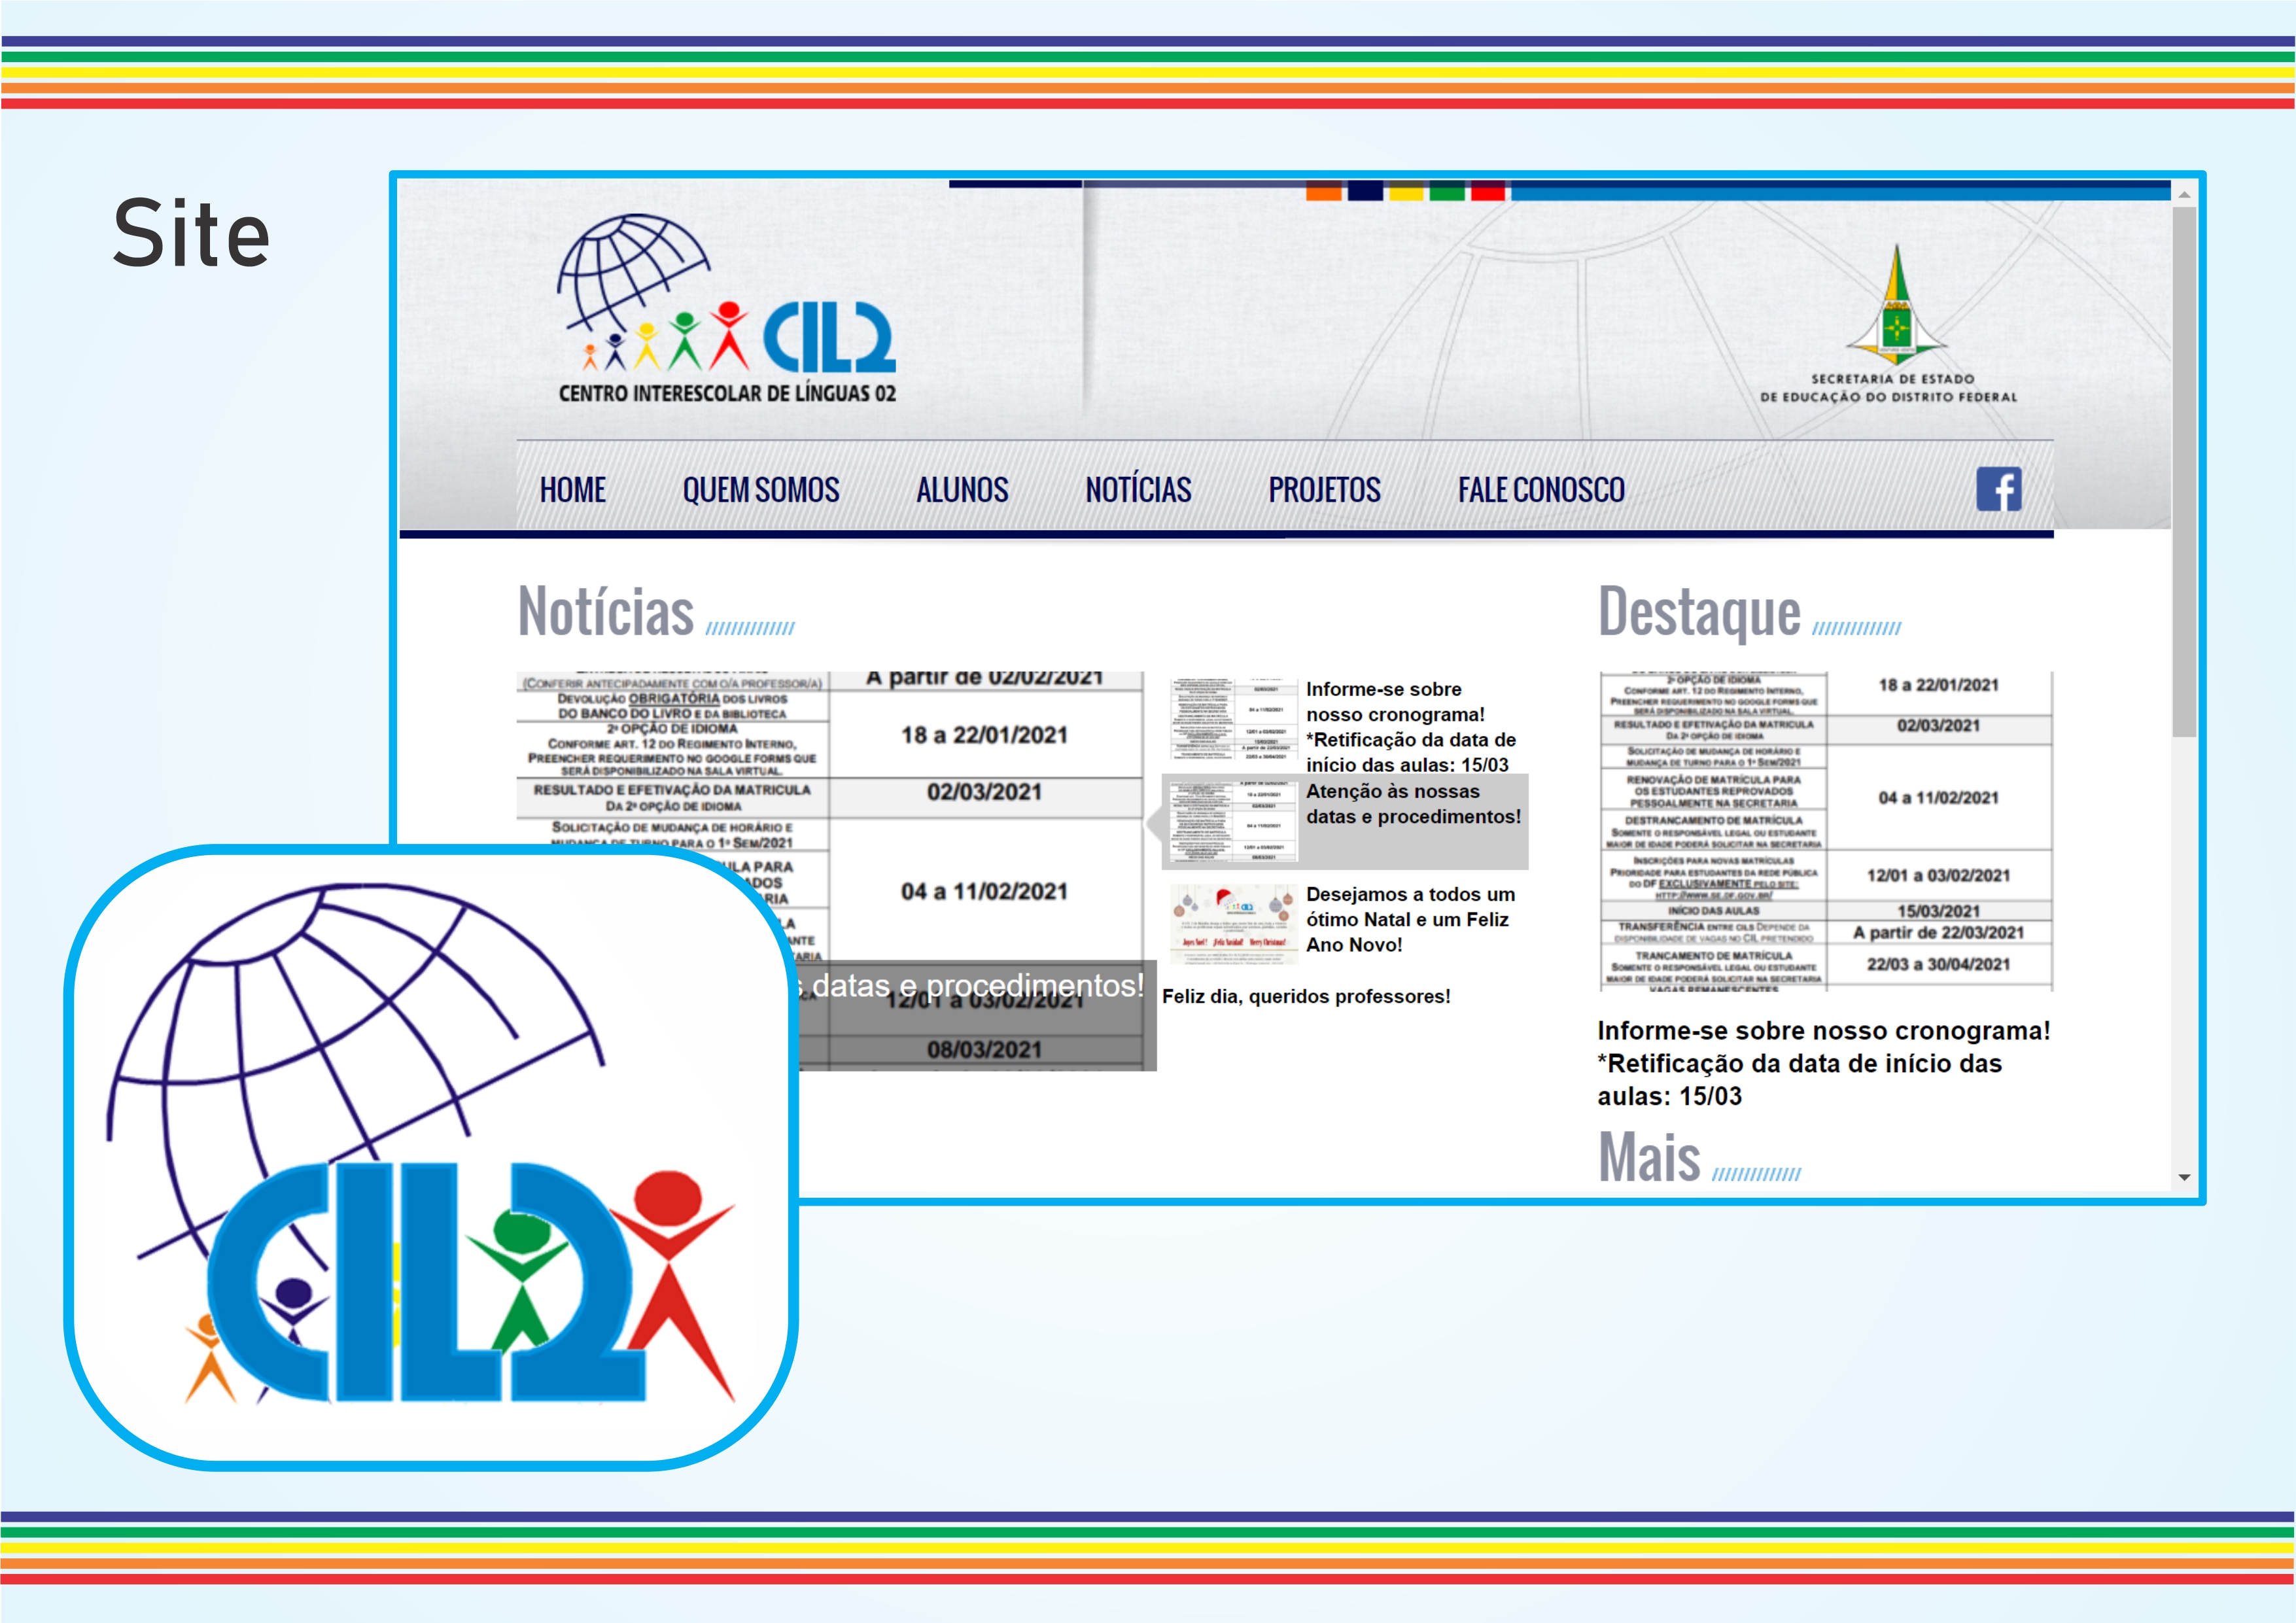 Site
CIL2
CENTRO INTERESCOLAR DE LÍNGUAS 02
SECRETARIA DE ESTADO
DE EDUCAÇÃO DO DISTRITO FEDERAL
HOME QUEM SOMOS ALUNOS NOTÍCIAS PROJETOS FALE CONOSCO
f
Notícias
A partir de 02/02/2021
(CONFERIR ANTECIPADAMENTE COM O/A PROFESSOR/A)
DEVOLUÇÃO OBRIGATÓRIA DOS LIVROS
DO BANCO DO LIVRO E DA BIBLIOTECA
2ª OPÇÃO DE IDIOMA
CONFORME ART. 12 DO REGIMENTO INTERNO,
PREENCHER REQUERIMENTO NO GOOGLE FORMS QUE
SERÁ DISPONIBILIZADO NA SALA VIRTUAL.
18 a 22/01/2021
RESULTADO E EFETIVAÇÃO DA MATRICULA
DA 2ª OPÇÃO DE IDIOMA
02/03/2021
SOLICITAÇÃO DE MUDANÇA DE HORÁRIO E
MUDANÇA DE TURNO PARA O 1º SEM/2021
ULA PARA
ADOS
RIA
04 a 11/02/2021
LA
ANTE
ARIA
datas e procedimentos!
12/01 a 03/02/2021
08/03/2021
Informe-se sobre
nosso cronograma!
*Retificação da data de
início das aulas: 15/03
Atenção às nossas
datas e procedimentos!
Desejamos a todos um
ótimo Natal e um Feliz
Ano Novo!
Feliz dia, queridos professores!
Destaque
2ª OPÇÃO DE IDIOMA
CONFORME ART. 12 DO REGIMENTO INTERNO,
PREENCHER REQUERIMENTO NO GOOGLE FORMS QUE
SERÁ DISPONIBILIZADO NA SALA VIRTUAL.
18 a 22/01/2021
RESULTADO E EFETIVAÇÃO DA MATRICULA
DA 2ª OPÇÃO DE IDIOMA
02/03/2021
SOLICITAÇÃO DE MUDANÇA DE HORÁRIO E
MUDANÇA DE TURNO PARA O 1º SEM/2021
RENOVAÇÃO DE MATRÍCULA PARA
OS ESTUDANTES REPROVADOS
PESSOALMENTE NA SECRETARIA
04 a 11/02/2021
DESTRANCAMENTO DE MATRÍCULA
SOMENTE O RESPONSÁVEL LEGAL OU ESTUDANTE
MAIOR DE IDADE PODERÁ SOLICITAR NA SECRETARIA
INSCRIÇÕES PARA NOVAS MATRÍCULAS
PRIORIDADE PARA ESTUDANTES DA REDE PÚBLICA
DO DF EXCLUSIVAMENTE PELO SITE:
HTTP://WWW.SE.DF.GOV.BR/
12/01 a 03/02/2021
INÍCIO DAS AULAS
15/03/2021
TRANSFERÊNCIA ENTRE CILS DEPENDE DA
DISPONIBILIDADE DE VAGAS NO CIL PRETENDIDO
A partir de 22/03/2021
TRANCAMENTO DE MATRÍCULA
SOMENTE O RESPONSÁVEL LEGAL OU ESTUDANTE
MAIOR DE IDADE PODERÁ SOLICITAR NA SECRETARIA
22/03 a 30/04/2021
VAGAS REMANESCENTES
Informe-se sobre nosso cronograma!
*Retificação da data de início das
aulas: 15/03
Mais
CIL2